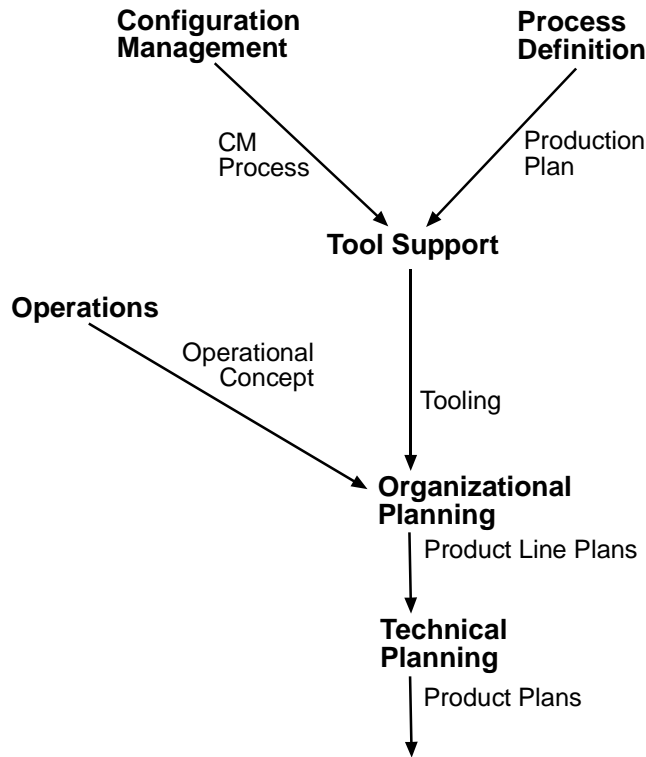 Configuration
Management
Process
Definition
CM
Process
Production
Plan
Tool Support
Operations
Operational
Concept
Tooling
Organizational
Planning
Product Line Plans
Technical
Planning
Product Plans